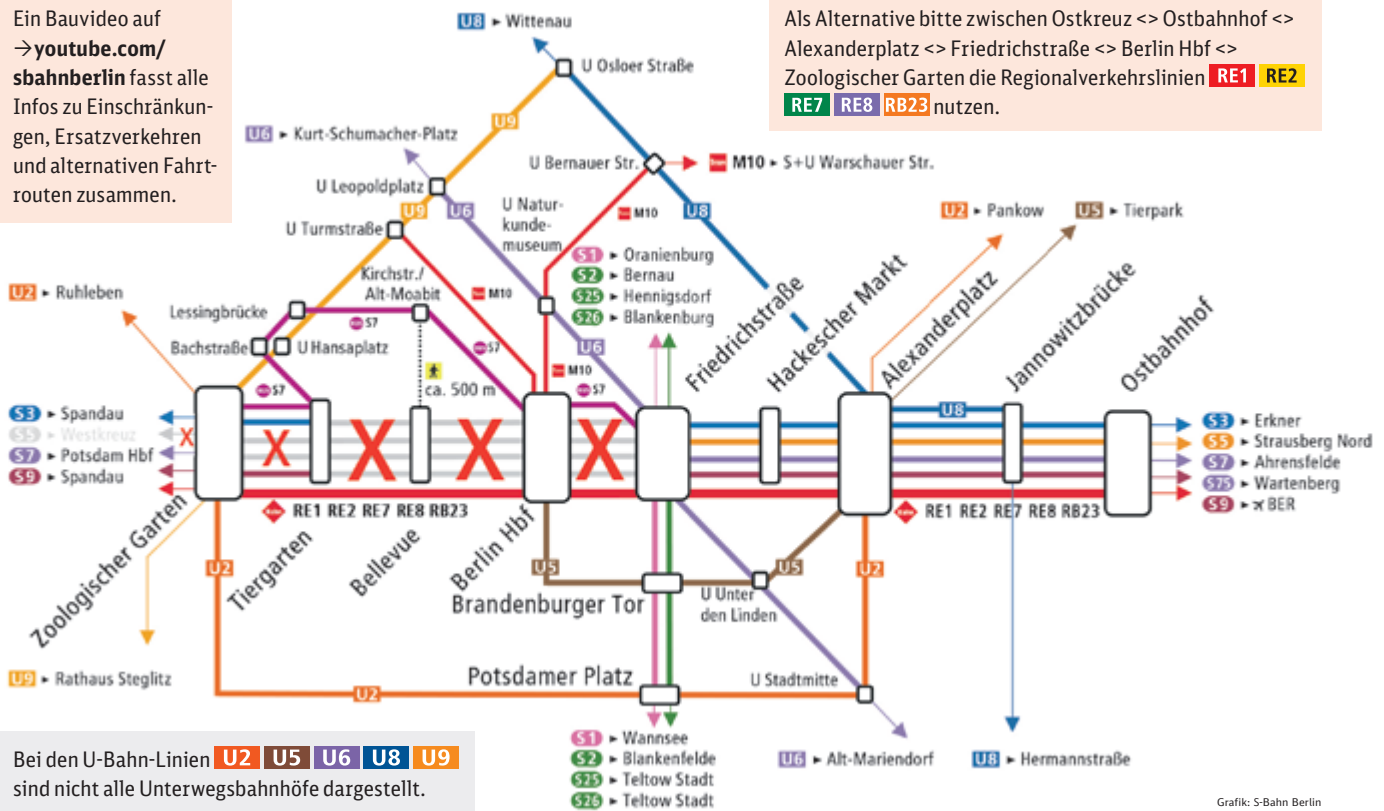 Ein Bauvideo auf
→youtube.com/
sbahnberlin fasst alle
Infos zu Einschränkun-
gen, Ersatzverkehren
und alternativen Fahrt-
routen zusammen.
Als Alternative bitte zwischen Ostkreuz <> Ostbahnhof <>
Alexanderplatz <> Friedrichstraße <> Berlin Hbf <>
Zoologischer Garten die Regionalverkehrslinien RE1 RE2
RE7 RE8 RB23 nutzen.
U8 ▸ Wittenau
U Osloer Straße
U9
U6 ▸ Kurt-Schumacher-Platz
U Bernauer Str.
M10 ▸ S+U Warschauer Str.
U Leopoldplatz
U9 U6
U Natur-
kunde-
museum
M10
U8
U2 ▸ Pankow
U5 ▸ Tierpark
U Turmstraße
S1 ▸ Oranienburg
S2 ▸ Bernau
S25 ▸ Hennigsdorf
S26 ▸ Blankenburg
Kirchstr./
Alt-Moabit
M10
U2 ▸ Ruhleben
Lessingbrücke
S7
Bachstraße
U Hansaplatz
S7
U6
Friedrichstraße
Hackescher Markt
Alexanderplatz
Jannowitzbrücke
Ostbahnhof
ca. 500 m
M10
S7
S7
U8
S3 ▸ Spandau
S5 ▸ Westkreuz
S7 ▸ Potsdam Hbf
S9 ▸ Spandau
X
X
X
X
X
S3 ▸ Erkner
S5 ▸ Strausberg Nord
S7 ▸ Ahrensfelde
S75 ▸ Wartenberg
S9 ▸ BER
RE1 RE2 RE7 RE8 RB23
RE1 RE2 RE7 RE8 RB23
Zoologischer Garten
Tiergarten
Bellevue
Berlin Hbf
U2
U5
U5
U2
Brandenburger Tor
U Unter
den Linden
U9 ▸ Rathaus Steglitz
Potsdamer Platz
U Stadtmitte
U2
S1 ▸ Wannsee
S2 ▸ Blankenfelde
S25 ▸ Teltow Stadt
S26 ▸ Teltow Stadt
U6 ▸ Alt-Mariendorf
U8 ▸ Hermannstraße
Bei den U-Bahn-Linien U2 U5 U6 U8 U9
sind nicht alle Unterwegsbahnhöfe dargestellt.
Grafik: S-Bahn Berlin